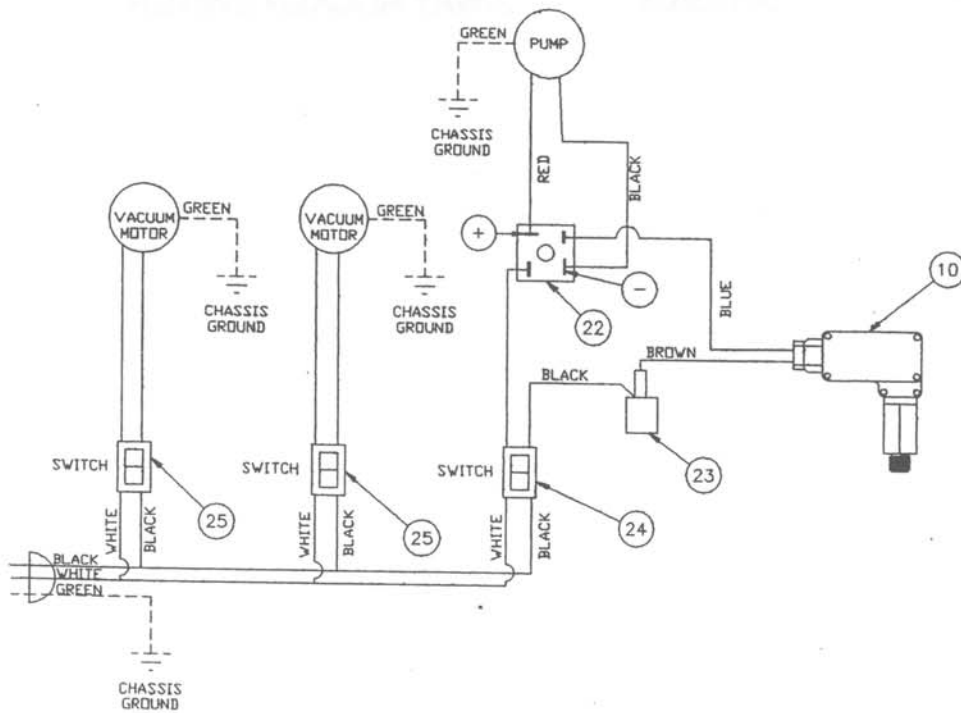 GREEN
PUMP
CHASSIS
GROUND
RED
BLACK
VACUUM
MOTOR
GREEN
CHASSIS
GROUND
VACUUM
MOTOR
GREEN
CHASSIS
GROUND
+
−
22
BLUE
10
BROWN
BLACK
23
SWITCH
25
SWITCH
25
SWITCH
24
WHITE
BLACK
WHITE
BLACK
WHITE
BLACK
BLACK
WHITE
GREEN
CHASSIS
GROUND